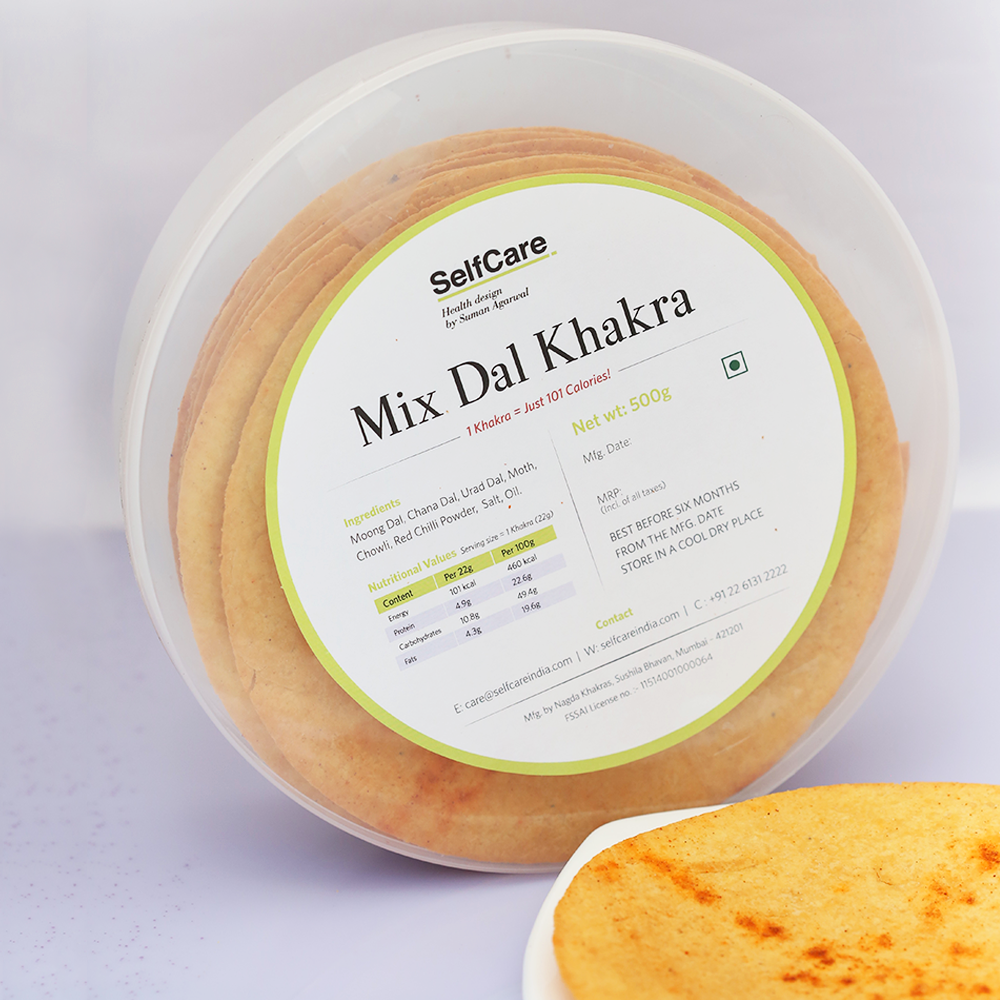 SelfCare
Health design
by Suman Agarwal
Mix Dal Khakra
1 Khakra = Just 101 Calories!
Ingredients
Moong Dal, Chana Dal, Urad Dal, Moth,
Chowli, Red Chilli Powder, Salt, Oil.
Nutritional Values Serving size = 1 Khakra (22g)
Content Per 22g Per 100g
Energy 101 kcal 460 kcal
Protein 4.9g 22.6g
Carbohydrates 10.8g 49.4g
Fats 4.3g 19.6g
Net wt: 500g
Mfg. Date:
MRP:
(Incl. of all taxes)
BEST BEFORE SIX MONTHS
FROM THE MFG. DATE
STORE IN A COOL DRY PLACE
Contact
E: care@selfcareindia.com | W: selfcareindia.com | C: +91 22 6131 2222
Mfg. by Nagda Khakras, Sushila Bhavan, Mumbai - 421201
FSSAI License no. :- 11514001000064